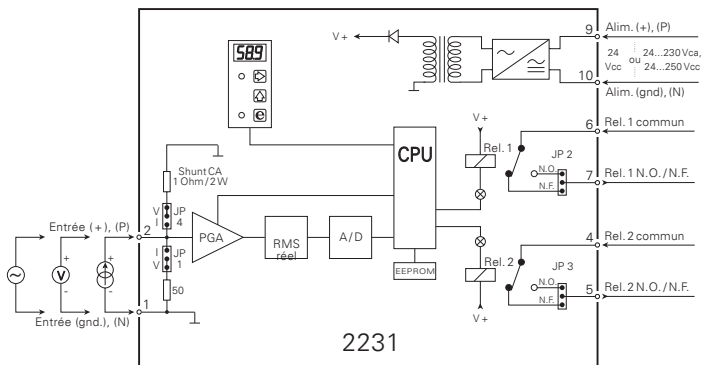 58.9
e
V+
9
Alim. (+), (P)
24
Vcc
ou
24...230 Vca,
24...250 Vcc
10
Alim. (gnd), (N)
6
Rel. 1 commun
V+
Rel. 1
JP 2
N.O.
N.F.
7
Rel. 1 N.O. / N.F.
CPU
Shunt CA
1 Ohm / 2 W
V
I
JP
4
Entrée (+), (P)
2
PGA
RMS
réel
A/D
I
V
JP
1
50
+
V
-
+
-
EEPROM
4
Rel. 2 commun
Rel. 2
JP 3
N.O.
N.F.
5
Rel. 2 N.O. / N.F.
V+
1
Entrée (gnd.), (N)
2231